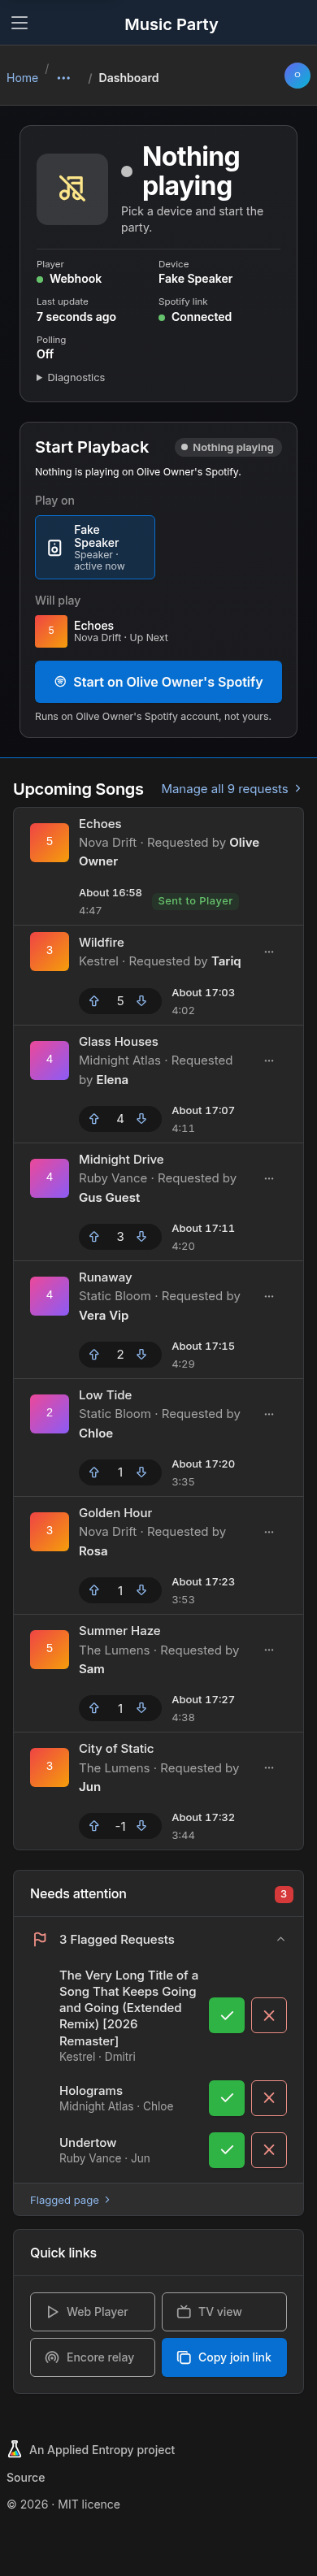 Music Party
Home / ··· / Dashboard
O
Nothing
playing
Pick a device and start the
party.
Player
Webhook
Device
Fake Speaker
Last update
7 seconds ago
Spotify link
Connected
Polling
Off
Diagnostics
Start Playback
Nothing playing
Nothing is playing on Olive Owner's Spotify.
Play on
Fake
Speaker
Speaker ·
active now
Will play
5
Echoes
Nova Drift · Up Next
Start on Olive Owner's Spotify
Runs on Olive Owner's Spotify account, not yours.
Upcoming Songs
Manage all 9 requests
5
Echoes
Nova Drift · Requested by Olive
Owner
About 16:58
4:47
Sent to Player
3
Wildfire
Kestrel · Requested by Tariq
5
About 17:03
4:02
4
Glass Houses
Midnight Atlas · Requested
by Elena
4
About 17:07
4:11
4
Midnight Drive
Ruby Vance · Requested by
Gus Guest
3
About 17:11
4:20
4
Runaway
Static Bloom · Requested by
Vera Vip
2
About 17:15
4:29
2
Low Tide
Static Bloom · Requested by
Chloe
1
About 17:20
3:35
3
Golden Hour
Nova Drift · Requested by
Rosa
1
About 17:23
3:53
5
Summer Haze
The Lumens · Requested by
Sam
1
About 17:27
4:38
3
City of Static
The Lumens · Requested by
Jun
-1
About 17:32
3:44
Needs attention
3
3 Flagged Requests
The Very Long Title of a
Song That Keeps Going
and Going (Extended
Remix) [2026
Remaster]
Kestrel · Dmitri
Holograms
Midnight Atlas · Chloe
Undertow
Ruby Vance · Jun
Flagged page
Quick links
Web Player
TV view
Encore relay
Copy join link
An Applied Entropy project
Source
© 2026 · MIT licence